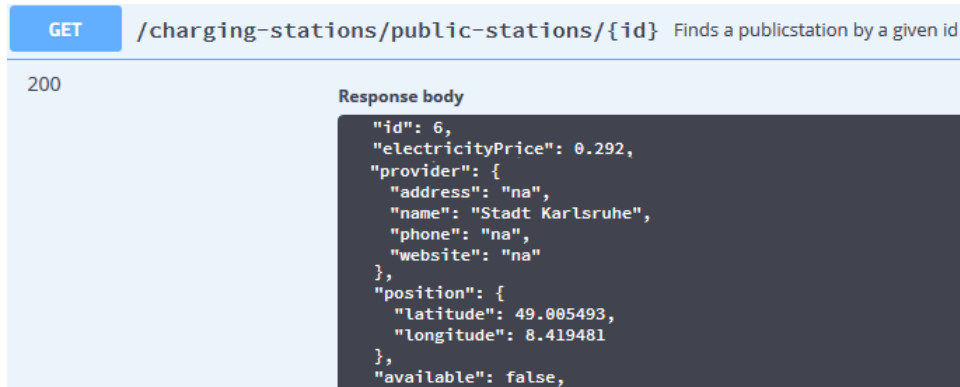 GET /charging-stations/public-stations/{id} Finds a publicstation by a given id
200
Response body
"id": 6,
"electricityPrice": 0.292,
"provider": {
"address": "na",
"name": "Stadt Karlsruhe",
"phone": "na",
"website": "na"
},
"position": {
"latitude": 49.005493,
"longitude": 8.419481
},
"available": false,